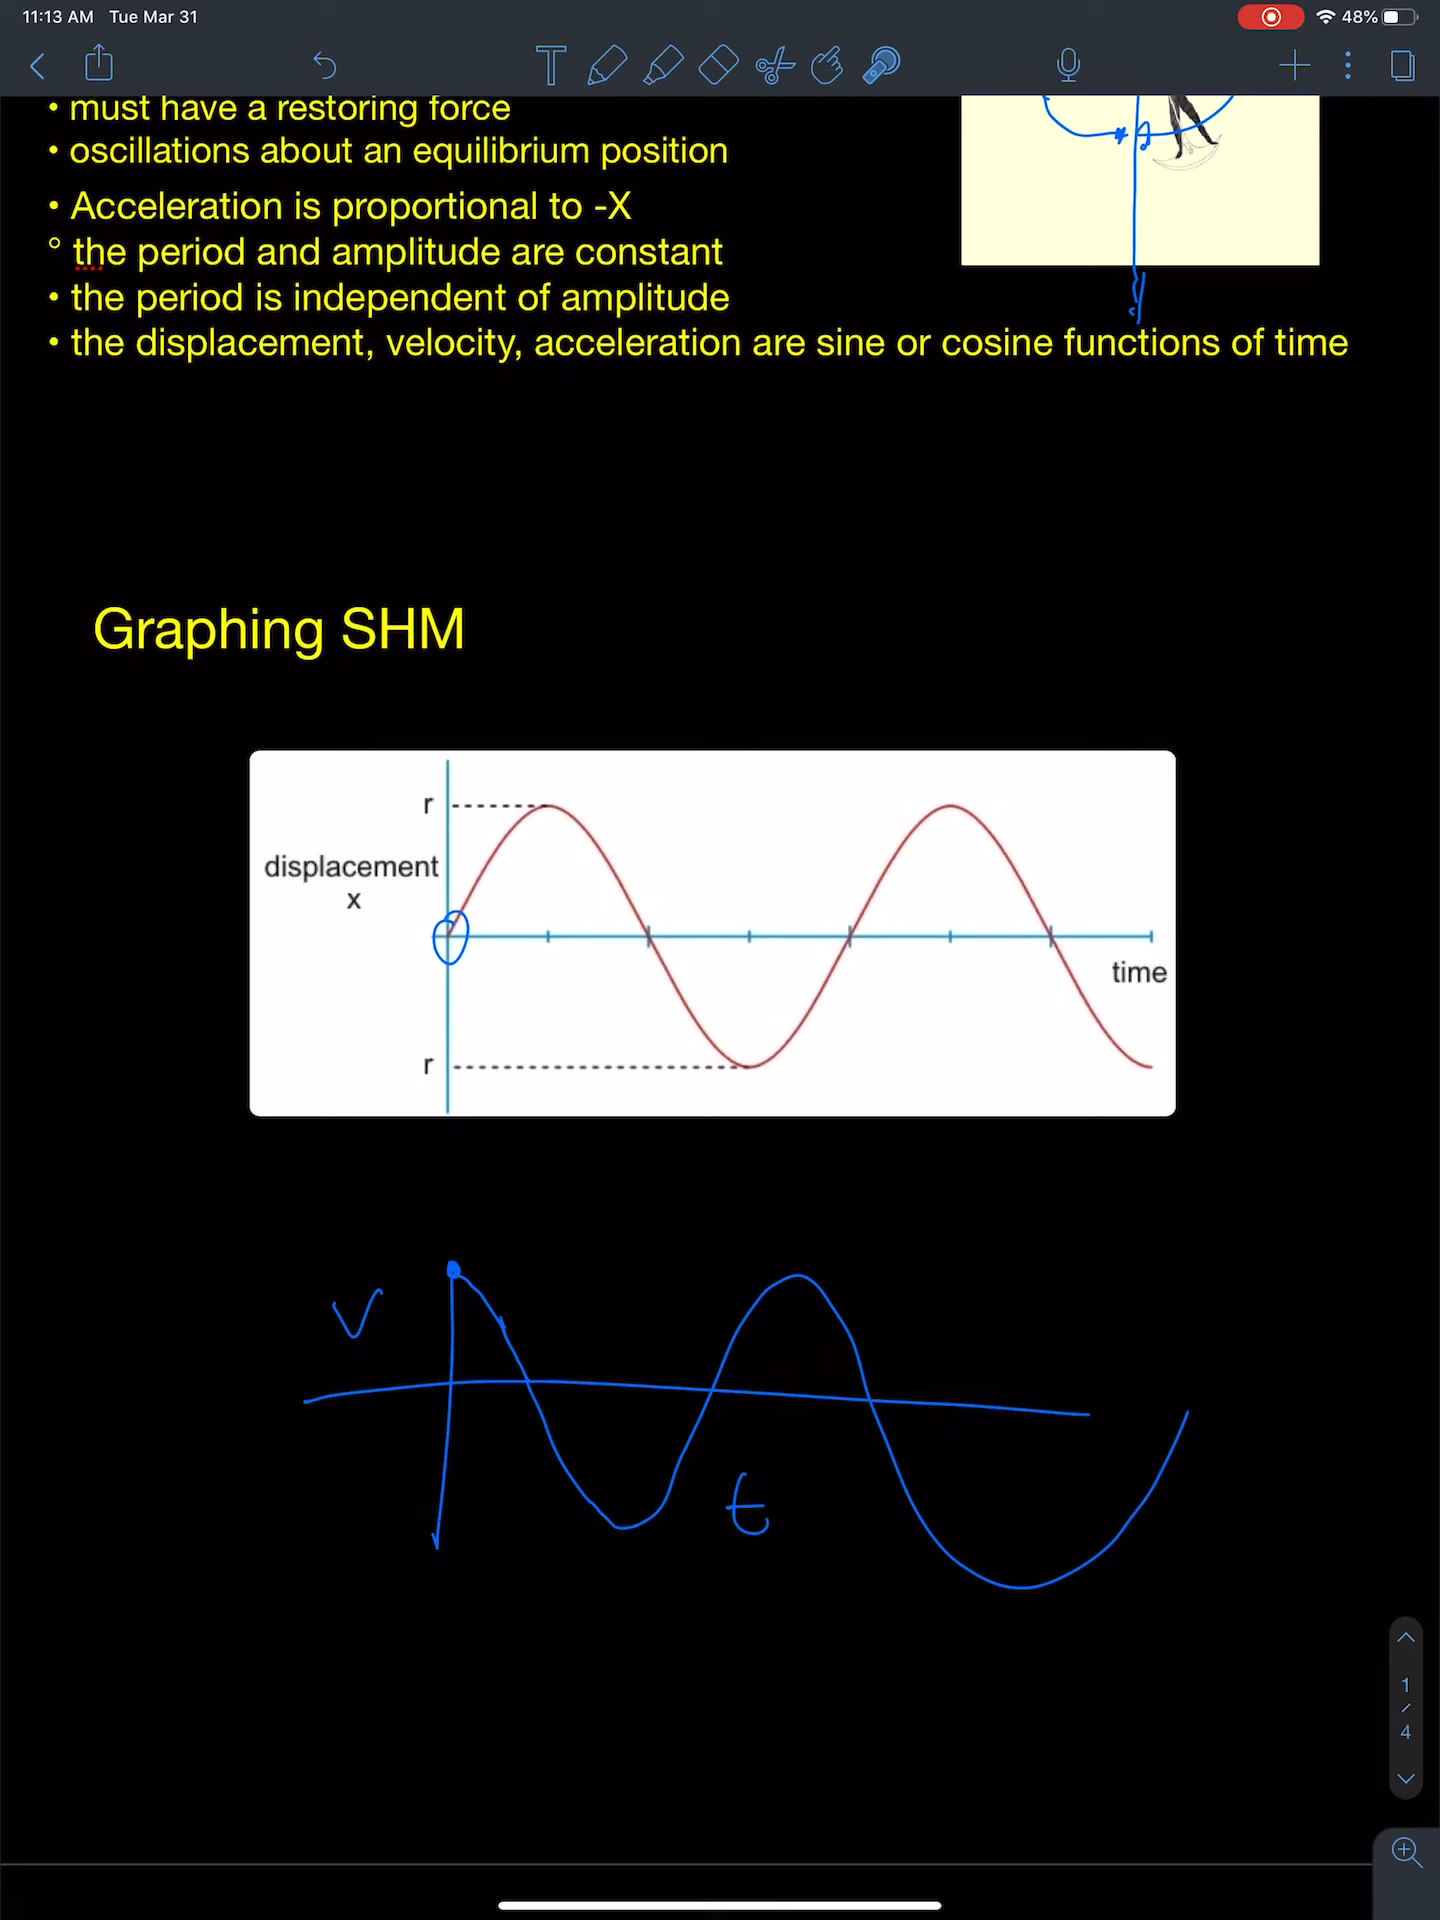 11:13 AM Tue Mar 31
48%
T
• must have a restoring force
• oscillations about an equilibrium position
• Acceleration is proportional to -X
° the period and amplitude are constant
• the period is independent of amplitude
• the displacement, velocity, acceleration are sine or cosine functions of time
Graphing SHM
r
displacement
x
time
r
v
t
1
/
4